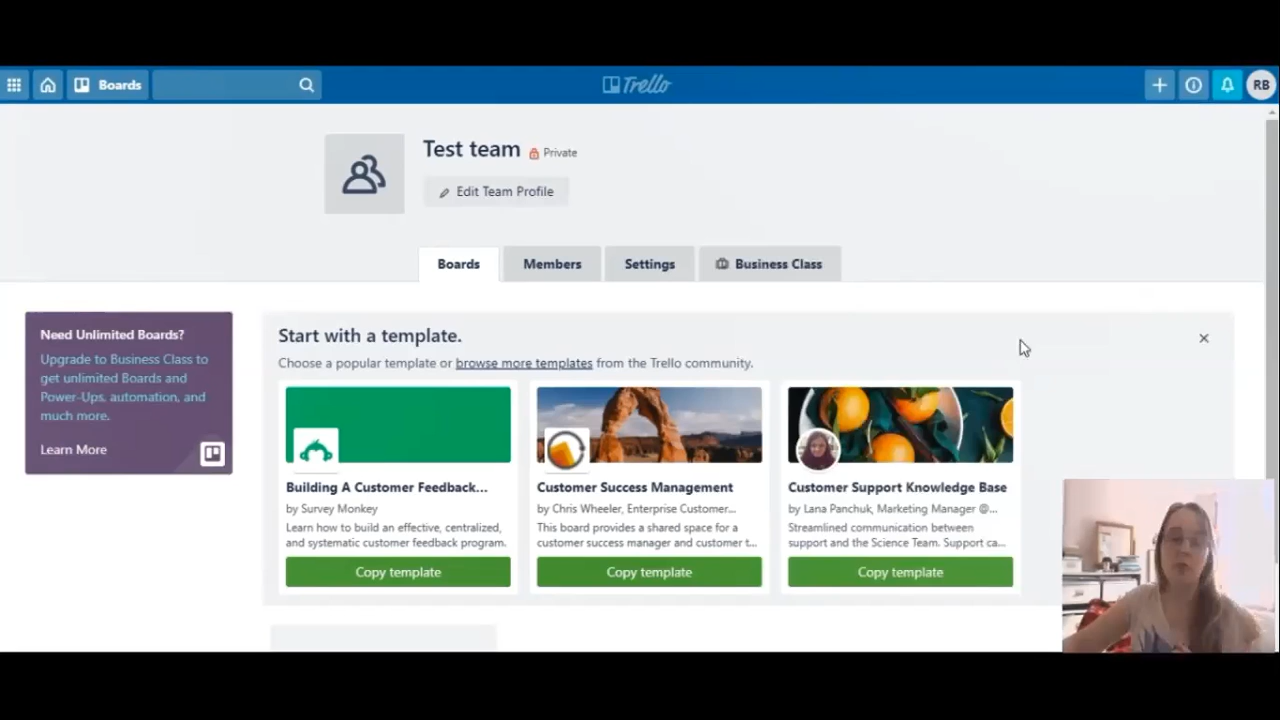 Boards
Trello
RB
Test team
Private
Edit Team Profile
Boards
Members
Settings
Business Class
Need Unlimited Boards?
Upgrade to Business Class to
get unlimited Boards and
Power-Ups, automation, and
much more.
Learn More
Start with a template.
Choose a popular template or browse more templates from the Trello community.
Building A Customer Feedback...
by Survey Monkey
Learn how to build an effective, centralized,
and systematic customer feedback program.
Copy template
Customer Success Management
by Chris Wheeler, Enterprise Customer...
This board provides a shared space for a
customer success manager and customer t...
Copy template
Customer Support Knowledge Base
by Lana Panchuk, Marketing Manager @...
Streamlined communication between
support and the Science Team. Support ca...
Copy template